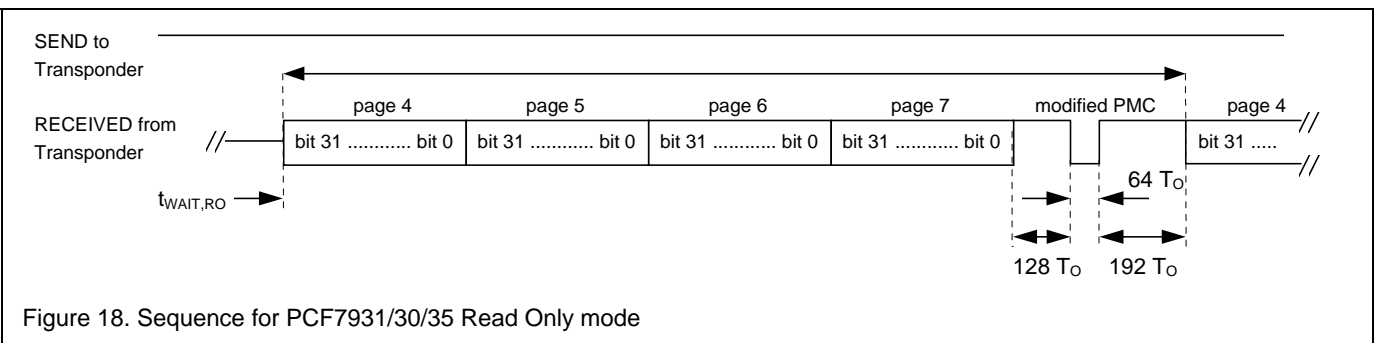 SEND to
Transponder
page 4 page 5 page 6 page 7 modified PMC page 4
RECEIVED from
Transponder
bit 31 ............ bit 0 bit 31 ............ bit 0 bit 31 ............ bit 0 bit 31 ............ bit 0 bit 31 .....
tWAIT,RO
64 TO
128 TO 192 TO
Figure 18. Sequence for PCF7931/30/35 Read Only mode